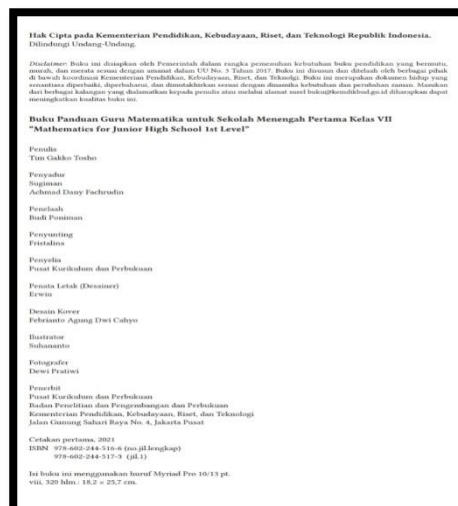 Hak Cipta pada Kementerian Pendidikan, Kebudayaan, Riset, dan Teknologi Republik Indonesia.
Dilindungi Undang-Undang.
Disclaimer: Buku ini disiapkan oleh Pemerintah dalam rangka pemenuhan kebutuhan buku pendidikan yang bermutu,
murah, dan merata sesuai dengan amanat dalam UU No. 3 Tahun 2017. Buku ini disusun dan ditelaah oleh berbagai pihak
di bawah koordinasi Kementerian Pendidikan, Kebudayaan, Riset, dan Teknologi. Buku ini merupakan dokumen hidup yang
senantiasa diperbaiki, diperbaharui, dan dimutakhirkan sesuai dengan dinamika kebutuhan dan perubahan zaman. Masukan
dari berbagai kalangan yang dialamatkan kepada penulis atau melalui alamat surel buku@kemdikbud.go.id diharapkan dapat
meningkatkan kualitas buku ini.
Buku Panduan Guru Matematika untuk Sekolah Menengah Pertama Kelas VII
"Mathematics for Junior High School 1st Level"
Penulis
Tim Gakko Tosho
Penyadur
Sugiman
Achmad Dany Fachrudin
Penelaah
Budi Poniman
Penyunting
Fristalina
Penyelia
Pusat Kurikulum dan Perbukuan
Penata Letak (Desainer)
Erwin
Desain Kover
Febrianto Agung Dwi Cahyo
Ilustrator
Suhananto
Fotografer
Dewi Pratiwi
Penerbit
Pusat Kurikulum dan Perbukuan
Badan Penelitian dan Pengembangan dan Perbukuan
Kementerian Pendidikan, Kebudayaan, Riset, dan Teknologi
Jalan Gunung Sahari Raya No. 4, Jakarta Pusat
Cetakan pertama, 2021
ISBN 978-602-244-516-6 (no.jil.lengkap)
978-602-244-517-3 (jil.1)
Isi buku ini menggunakan huruf Myriad Pro 10/13 pt.
viii, 320 hlm.: 18,2 × 25,7 cm.